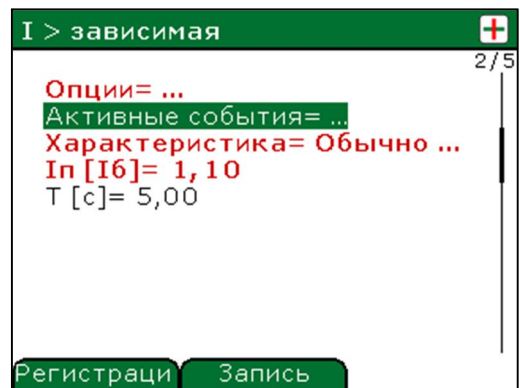 I > зависимая
2/5
Опции= ...
Активные события= ...
Характеристика= Обычно ...
Iп [Iб]= 1,10
T [с]= 5,00
Регистраци Запись